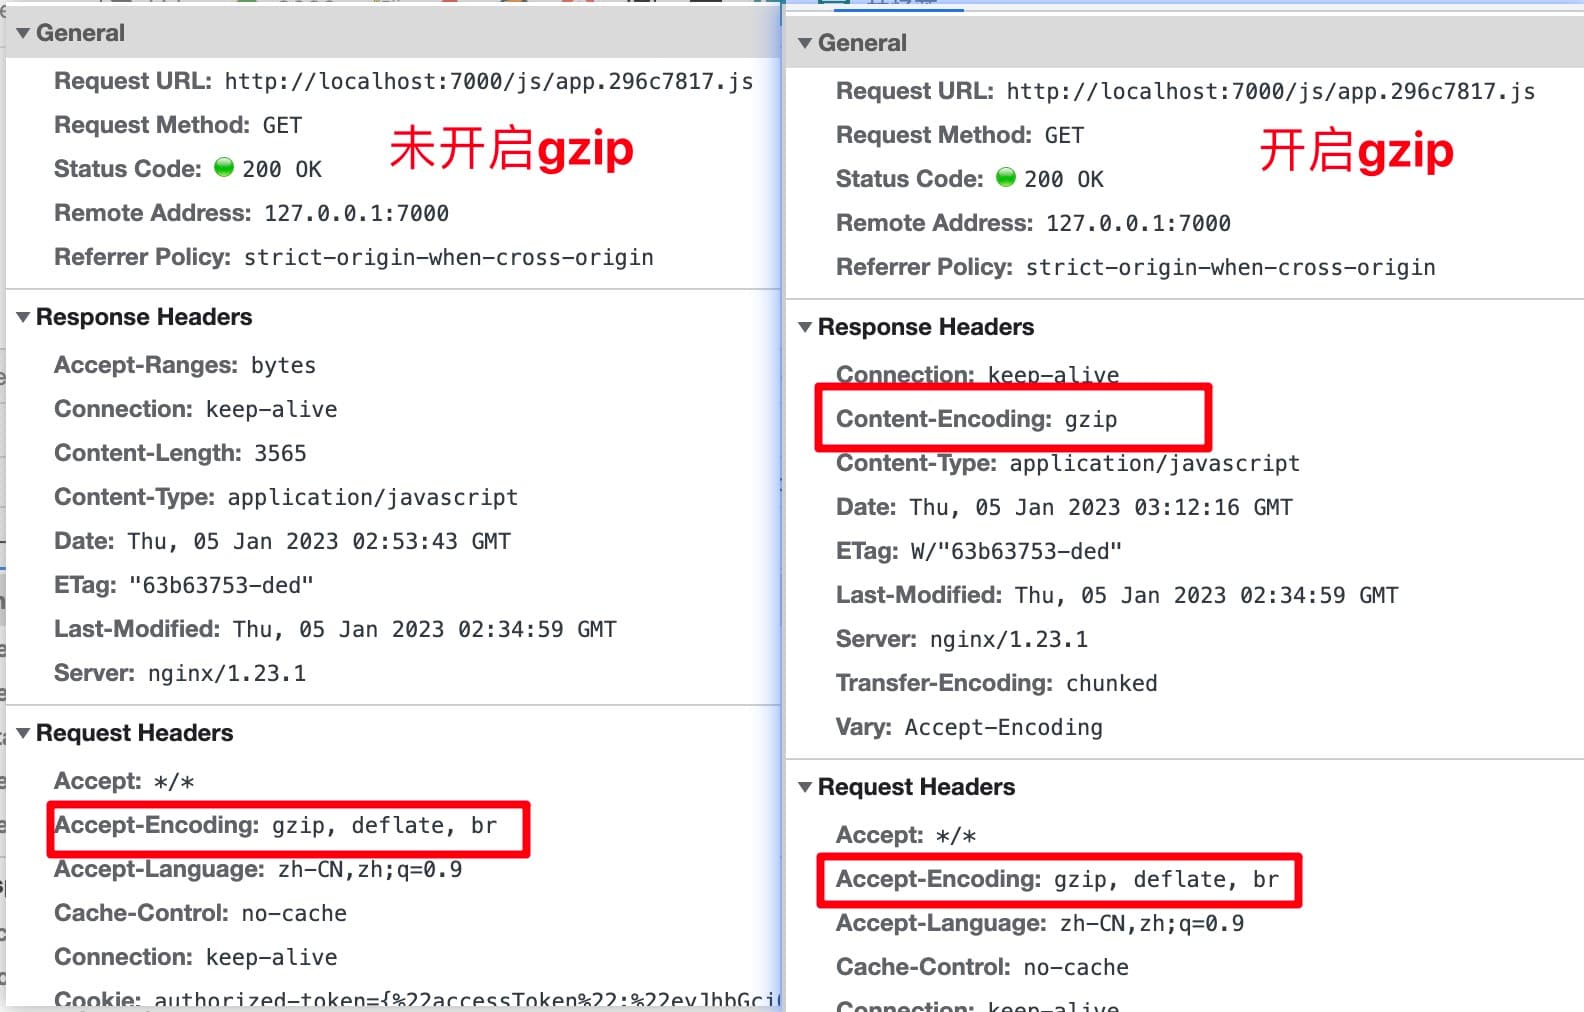 General
Request URL: http://localhost:7000/js/app.296c7817.js
Request Method: GET
未开启gzip
Status Code: 200 OK
Remote Address: 127.0.0.1:7000
Referrer Policy: strict-origin-when-cross-origin
Response Headers
Accept-Ranges: bytes
Connection: keep-alive
Content-Length: 3565
Content-Type: application/javascript
Date: Thu, 05 Jan 2023 02:53:43 GMT
ETag: "63b63753-ded"
Last-Modified: Thu, 05 Jan 2023 02:34:59 GMT
Server: nginx/1.23.1
Request Headers
Accept: */*
Accept-Encoding: gzip, deflate, br
Accept-Language: zh-CN,zh;q=0.9
Cache-Control: no-cache
Connection: keep-alive
Cookie: authorized-token={%22accessToken%22:%22eyJhbGci
General
Request URL: http://localhost:7000/js/app.296c7817.js
Request Method: GET
开启gzip
Status Code: 200 OK
Remote Address: 127.0.0.1:7000
Referrer Policy: strict-origin-when-cross-origin
Response Headers
Connection: keep-alive
Content-Encoding: gzip
Content-Type: application/javascript
Date: Thu, 05 Jan 2023 03:12:16 GMT
ETag: W/"63b63753-ded"
Last-Modified: Thu, 05 Jan 2023 02:34:59 GMT
Server: nginx/1.23.1
Transfer-Encoding: chunked
Vary: Accept-Encoding
Request Headers
Accept: */*
Accept-Encoding: gzip, deflate, br
Accept-Language: zh-CN,zh;q=0.9
Cache-Control: no-cache
Connection: keep-alive